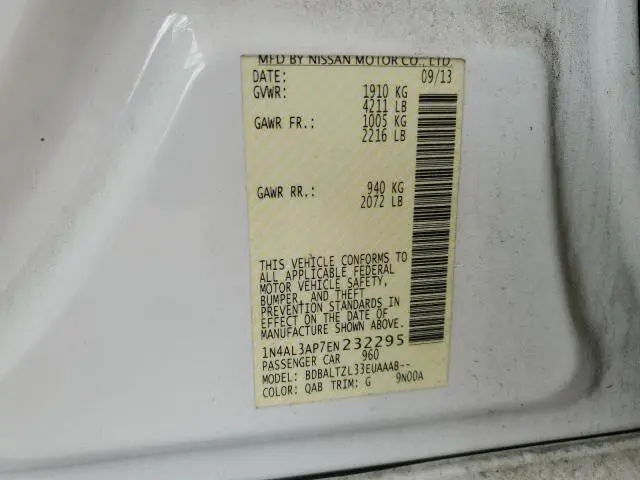 MFD BY NISSAN MOTOR CO., LTD.
DATE: 09/13
GVWR: 1910 KG
4211 LB
GAWR FR.: 1005 KG
2216 LB
GAWR RR.: 940 KG
2072 LB
THIS VEHICLE CONFORMS TO
ALL APPLICABLE FEDERAL
MOTOR VEHICLE SAFETY,
BUMPER, AND THEFT
PREVENTION STANDARDS IN
EFFECT ON THE DATE OF
MANUFACTURE SHOWN ABOVE.
1N4AL3AP7EN232295
PASSENGER CAR 960
MODEL: BDBALTZL33EUAAAB--
COLOR: QAB TRIM: G 9N00A